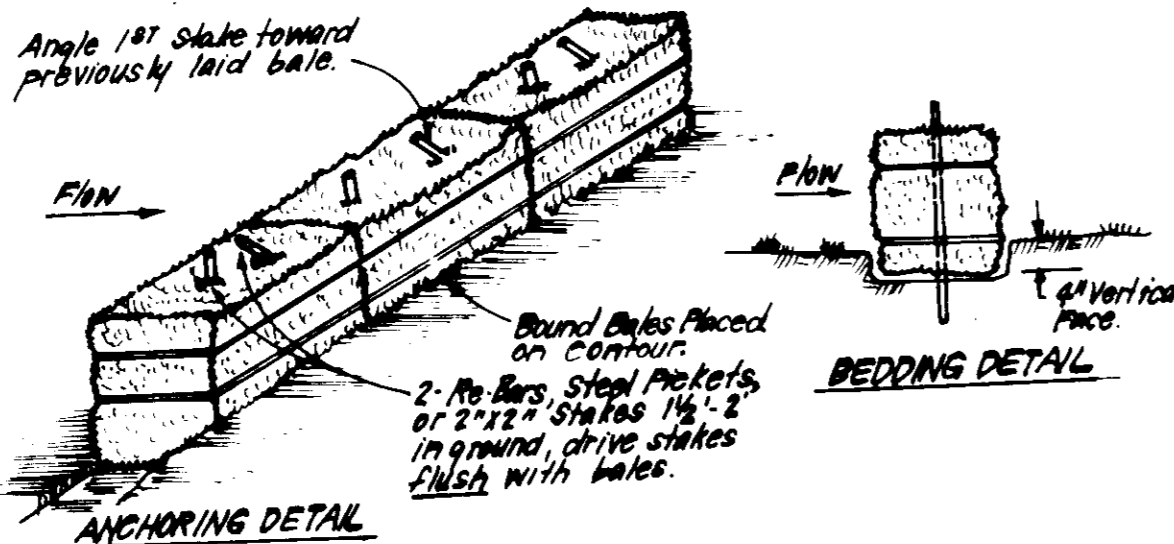 Angle 1ST stake toward
previously laid bale.
Flow
Bound Bales Placed
on contour.
2-Re-Bars, Steel Pickets,
or 2"x2" stakes 1½'-2'
in ground, drive stakes
flush with bales.
ANCHORING DETAIL
Flow
4" Vertical
Face.
BEDDING DETAIL